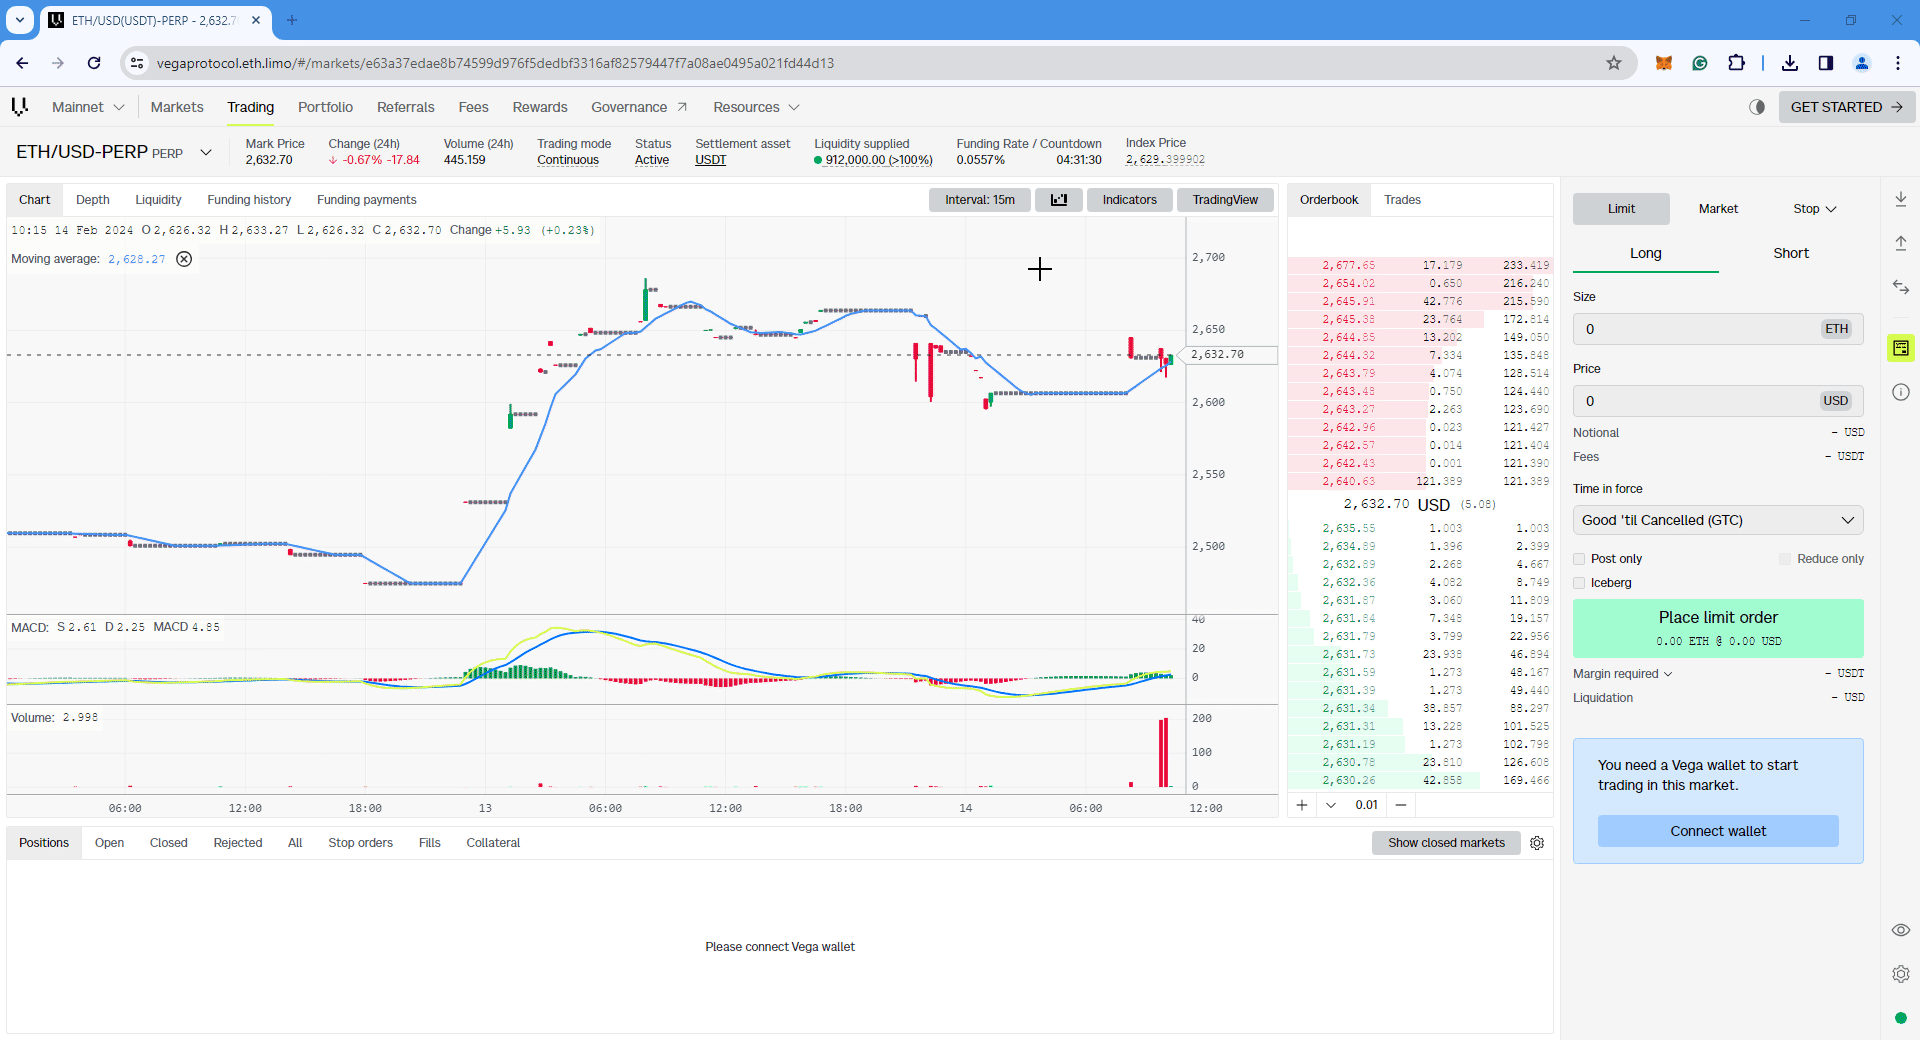 ETH/USD(USDT)-PERP - 2,632.7
vegaprotocol.eth.limo/#/markets/e63a37edae8b74599d976f5dedbf3316af82579447f7a08ae0495a021fd44d13
Mainnet Markets Trading Portfolio Referrals Fees Rewards Governance Resources GET STARTED
ETH/USD-PERP PERP
Mark Price Change (24h) Volume (24h) Trading mode Status Settlement asset Liquidity supplied Funding Rate / Countdown Index Price
2,632.70 -0.67% -17.84 445.159 Continuous Active USDT 912,000.00 (>100%) 0.0557% 04:31:30 2,629.399902
Chart Depth Liquidity Funding history Funding payments Interval: 15m Indicators TradingView
10:15 14 Feb 2024 O 2,626.32 H 2,633.27 L 2,626.32 C 2,632.70 Change +5.93 (+0.23%)
Moving average: 2,628.27
2,700
2,650
2,632.70
2,600
2,550
2,500
MACD: S 2.61 D 2.25 MACD 4.85
40
20
0
Volume: 2.998
200
100
0
06:00 12:00 18:00 13 06:00 12:00 18:00 14 06:00 12:00
Orderbook Trades
2,677.65 17.179 233.419
2,654.02 0.650 216.240
2,645.91 42.776 215.590
2,645.38 23.764 172.814
2,644.85 13.202 149.050
2,644.32 7.334 135.848
2,643.79 4.074 128.514
2,643.48 0.750 124.440
2,643.27 2.263 123.690
2,642.96 0.023 121.427
2,642.57 0.014 121.404
2,642.43 0.001 121.390
2,640.63 121.389 121.389
2,632.70 USD (5.08)
2,635.55 1.003 1.003
2,634.89 1.396 2.399
2,632.89 2.268 4.667
2,632.36 4.082 8.749
2,631.87 3.060 11.809
2,631.84 7.348 19.157
2,631.79 3.799 22.956
2,631.73 23.938 46.894
2,631.59 1.273 48.167
2,631.39 1.273 49.440
2,631.34 38.857 88.297
2,631.31 13.228 101.525
2,631.19 1.273 102.798
2,630.78 23.810 126.608
2,630.26 42.858 169.466
0.01
Limit Market Stop
Long Short
Size
0 ETH
Price
0 USD
Notional - USD
Fees - USDT
Time in force
Good 'til Cancelled (GTC)
Post only Reduce only
Iceberg
Place limit order
0.00 ETH @ 0.00 USD
Margin required - USDT
Liquidation - USD
You need a Vega wallet to start
trading in this market.
Connect wallet
Positions Open Closed Rejected All Stop orders Fills Collateral Show closed markets
Please connect Vega wallet